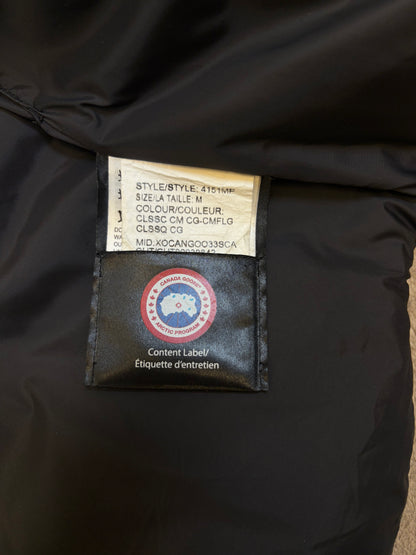 STYLE/STYLE: 4151MF
SIZE/LA TAILLE: M
COLOUR/COULEUR.
CLSSC CM CG-CMFLG
CLSSQ CG
MID. XOCANGOO33SCA
CANADA GOOSE
ARCTIC PROGRAM
Content Label/
Étiquette d'entretien